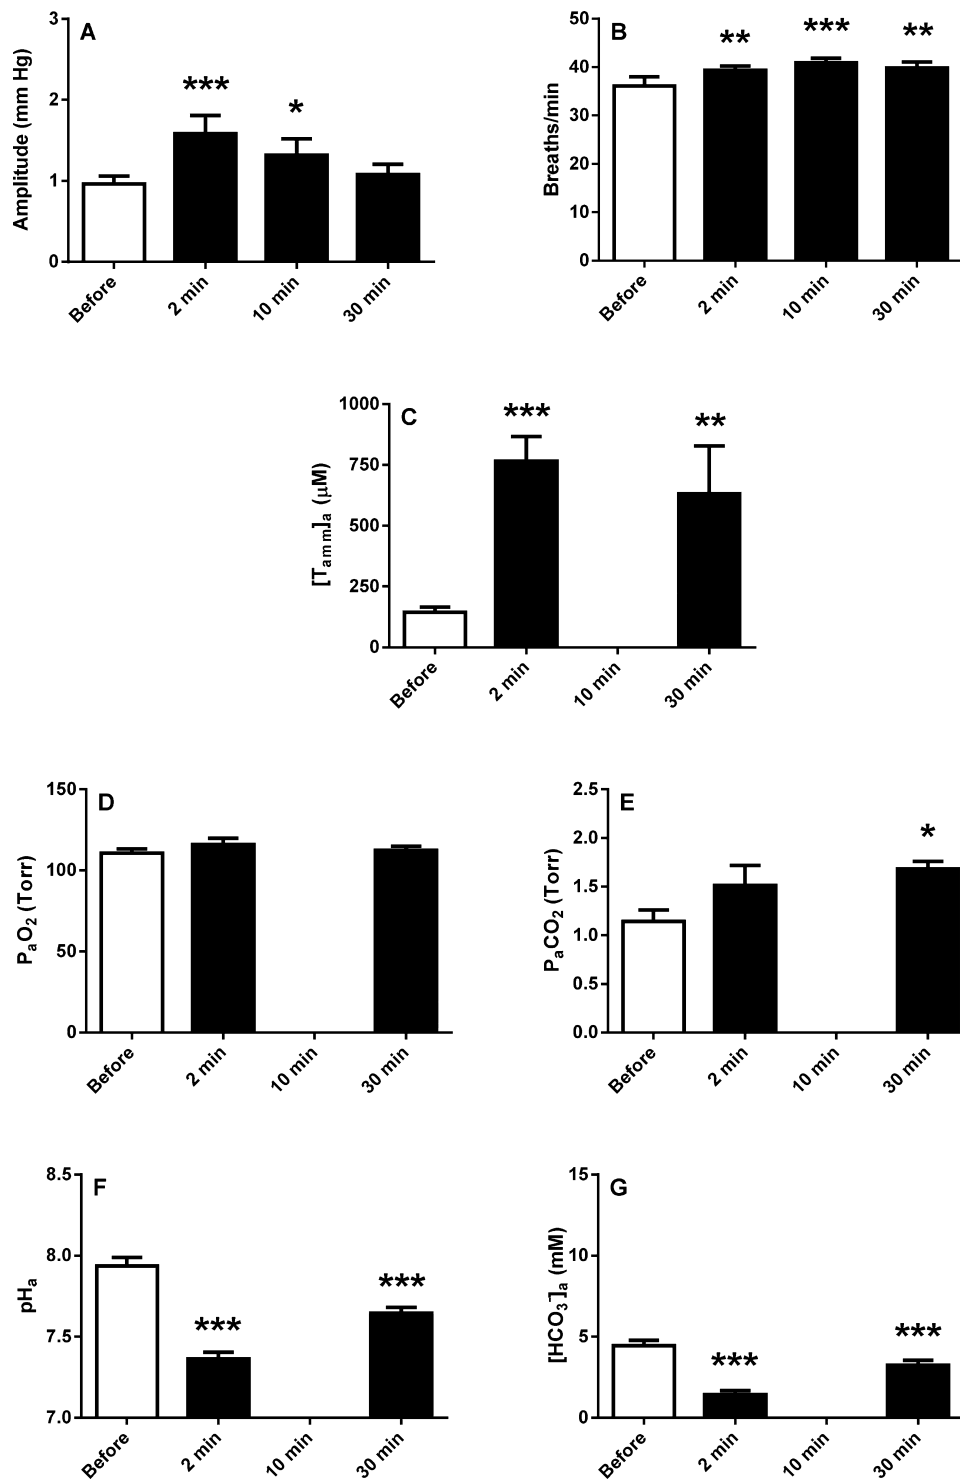 A
Amplitude (mm Hg)
3
2
1
0
***
*
Before
2 min
10 min
30 min
B
Breaths/min
50
40
30
20
10
0
**
***
**
Before
2 min
10 min
30 min
C
[Tamm]a (μM)
1000
750
500
250
0
***
**
Before
2 min
10 min
30 min
D
PaO2 (Torr)
150
100
50
0
Before
2 min
10 min
30 min
E
PaCO2 (Torr)
2.5
2.0
1.5
1.0
0.5
0.0
*
Before
2 min
10 min
30 min
F
pHa
8.5
8.0
7.5
7.0
***
***
Before
2 min
10 min
30 min
G
[HCO3-]a (mM)
15
10
5
0
***
***
Before
2 min
10 min
30 min